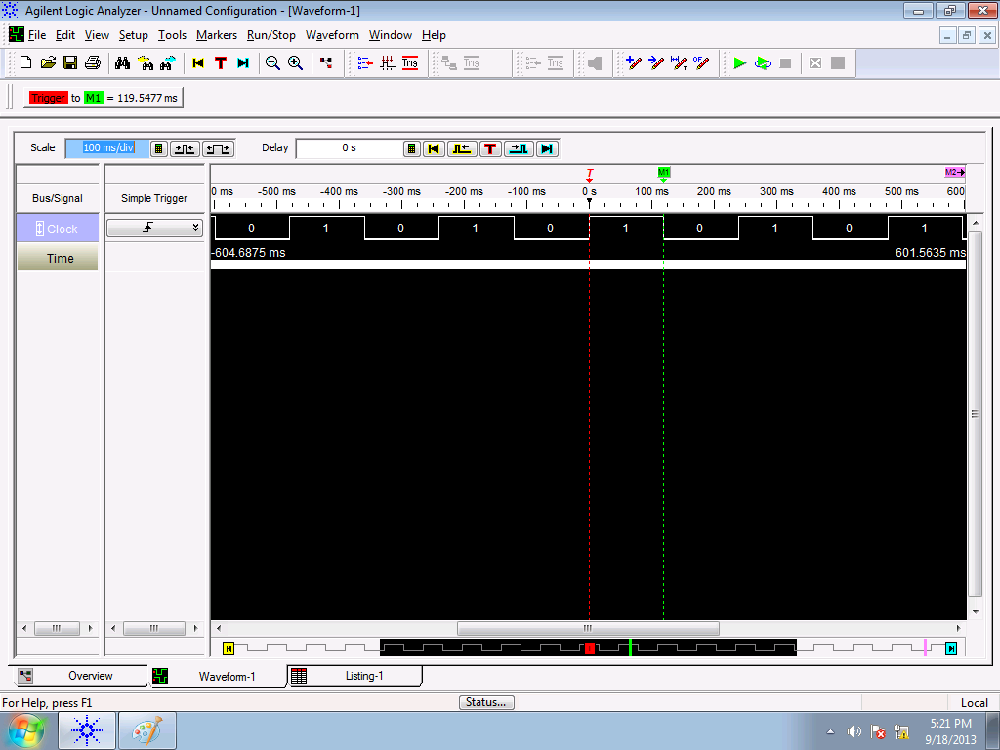 Agilent Logic Analyzer - Unnamed Configuration - [Waveform-1]
File Edit View Setup Tools Markers Run/Stop Waveform Window Help
T Trig Trig Trig
Trigger to M1 = 119.5477 ms
Scale 100 ms/div Delay 0 s T
T M1 M2
Bus/Signal Simple Trigger 0 ms -500 ms -400 ms -300 ms -200 ms -100 ms 0 s 100 ms 200 ms 300 ms 400 ms 500 ms 600
Clock 0 1 0 1 0 1 0 1 0 1
Time -604.6875 ms 601.5635 ms
T
Overview Waveform-1 Listing-1
For Help, press F1 Status... Local
5:21 PM
9/18/2013